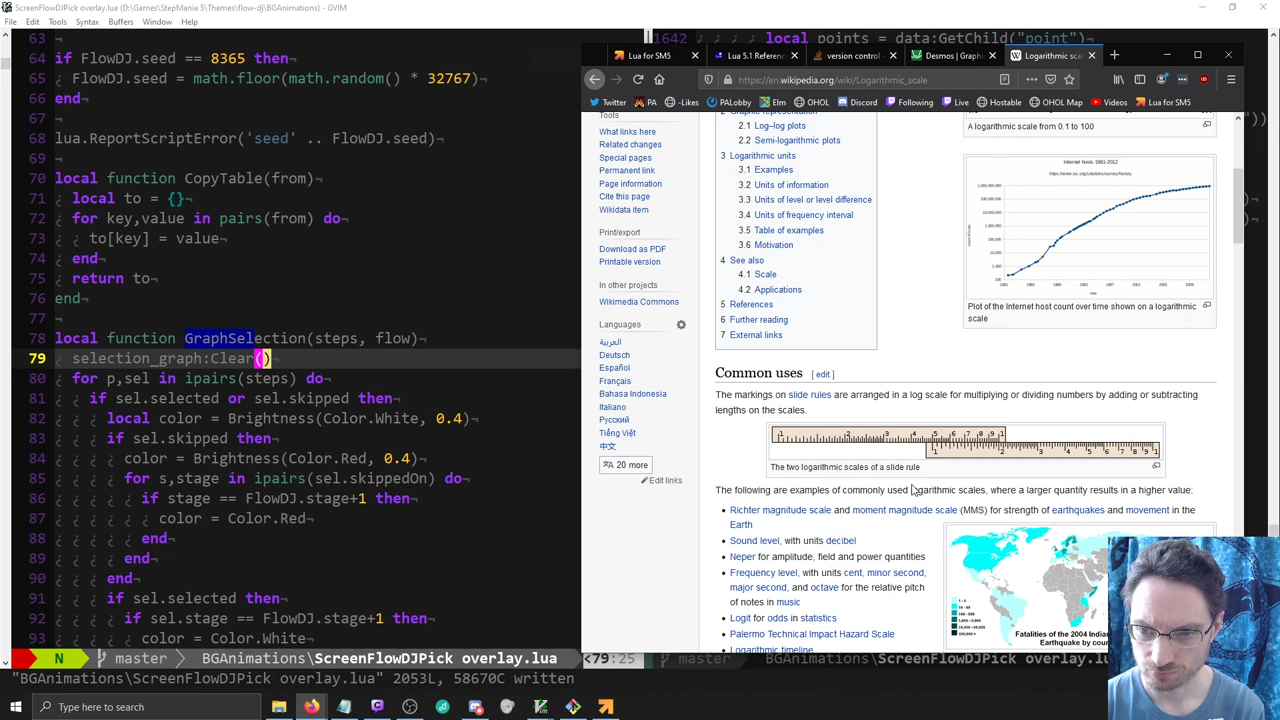 ScreenFlowDJPick overlay.lua (D:\Games\StepMania 5\Themes\flow-dj\BGAnimations) - GVIM
File Edit Tools Syntax Buffers Window Help
63
64 if FlowDJ.seed == 8365 then
65 FlowDJ.seed = math.floor(math.random() * 32767)
66 end
67
68 lua.ReportScriptError('seed' .. FlowDJ.seed)
69
70 local function CopyTable(from)
71 local to = {}
72 for key,value in pairs(from) do
73 to[key] = value
74 end
75 return to
76 end
77
78 local function GraphSelection(steps, flow)
79 selection_graph:Clear()
80 for p,sel in ipairs(steps) do
81 if sel.selected or sel.skipped then
82 local color = Brightness(Color.White, 0.4)
83 if sel.skipped then
84 color = Brightness(Color.Red, 0.4)
85 for s,stage in ipairs(sel.skippedOn) do
86 if stage == FlowDJ.stage+1 then
87 color = Color.Red
88 end
89 end
90 end
91 if sel.selected then
92 if sel.stage == FlowDJ.stage+1 then
93 color = Color.White
N master BGAnimations\ScreenFlowDJPick overlay.lua <79:25 master BGAnimations\ScreenFlowDJPick overlay.lu
"BGAnimations\ScreenFlowDJPick overlay.lua" 2053L, 58670C written
1642 local points = data:GetChild("point")
Lua for SM5
Lua 5.1 Referenc
version control
Desmos | Graphi
Logarithmic scal
https://en.wikipedia.org/wiki/Logarithmic_scale
Twitter PA -Likes PALobby Elm OHOL Discord Following Live Hostable OHOL Map Videos Lua for SM5
Tools
What links here
Related changes
Special pages
Permanent link
Page information
Cite this page
Wikidata item
Print/export
Download as PDF
Printable version
In other projects
Wikimedia Commons
Languages
العربية
Deutsch
Español
Français
Bahasa Indonesia
Italiano
Русский
Tiếng Việt
中文
20 more
Edit links
2.1 Log–log plots
2.2 Semi-logarithmic plots
3 Logarithmic units
3.1 Examples
3.2 Units of information
3.3 Units of level or level difference
3.4 Units of frequency interval
3.5 Table of examples
3.6 Motivation
4 See also
4.1 Scale
4.2 Applications
5 References
6 Further reading
7 External links
A logarithmic scale from 0.1 to 100
Internet hosts 1981-2012
Plot of the Internet host count over time shown on a logarithmic
scale
Common uses [ edit ]
The markings on slide rules are arranged in a log scale for multiplying or dividing numbers by adding or subtracting
lengths on the scales.
The two logarithmic scales of a slide rule
The following are examples of commonly used logarithmic scales, where a larger quantity results in a higher value:
Richter magnitude scale and moment magnitude scale (MMS) for strength of earthquakes and movement in the
Earth
Sound level, with units decibel
Neper for amplitude, field and power quantities
Frequency level, with units cent, minor second,
major second, and octave for the relative pitch
of notes in music
Logit for odds in statistics
Palermo Technical Impact Hazard Scale
Logarithmic timeline
Fatalities of the 2004 Indian
Earthquake by coun
Type here to search